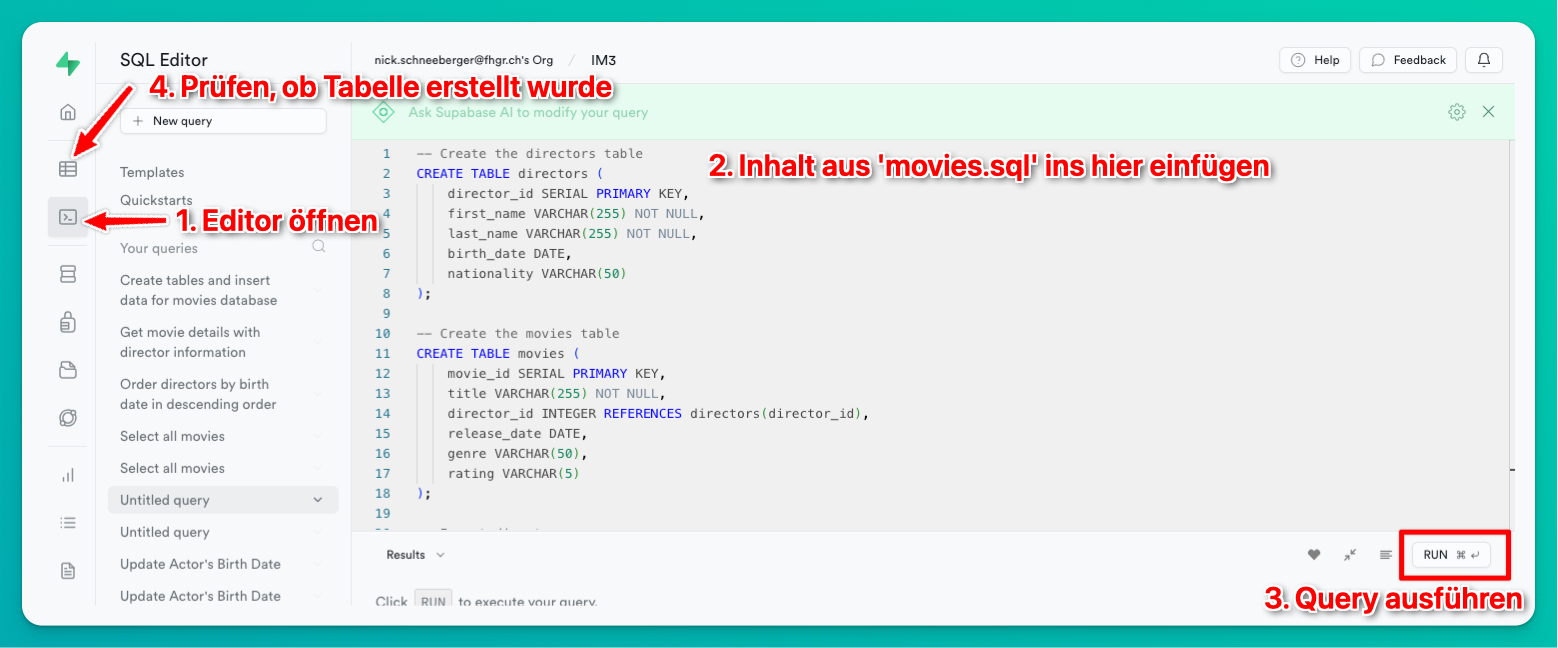 SQL Editor
nick.schneeberger@fhgr.ch's Org / IM3
Help
Feedback
4. Prüfen, ob Tabelle erstellt wurde
+ New query
Ask Supabase AI to modify your query
Templates
Quickstarts
1. Editor öffnen
Your queries
Create tables and insert
data for movies database
Get movie details with
director information
Order directors by birth
date in descending order
Select all movies
Select all movies
Untitled query
Untitled query
Update Actor's Birth Date
Update Actor's Birth Date
2. Inhalt aus 'movies.sql' ins hier einfügen
1 -- Create the directors table
2 CREATE TABLE directors (
3 director_id SERIAL PRIMARY KEY,
4 first_name VARCHAR(255) NOT NULL,
5 last_name VARCHAR(255) NOT NULL,
6 birth_date DATE,
7 nationality VARCHAR(50)
8 );
9
10 -- Create the movies table
11 CREATE TABLE movies (
12 movie_id SERIAL PRIMARY KEY,
13 title VARCHAR(255) NOT NULL,
14 director_id INTEGER REFERENCES directors(director_id),
15 release_date DATE,
16 genre VARCHAR(50),
17 rating VARCHAR(5)
18 );
19
Results
RUN ⌘ ↵
Click RUN to execute your query.
3. Query ausführen